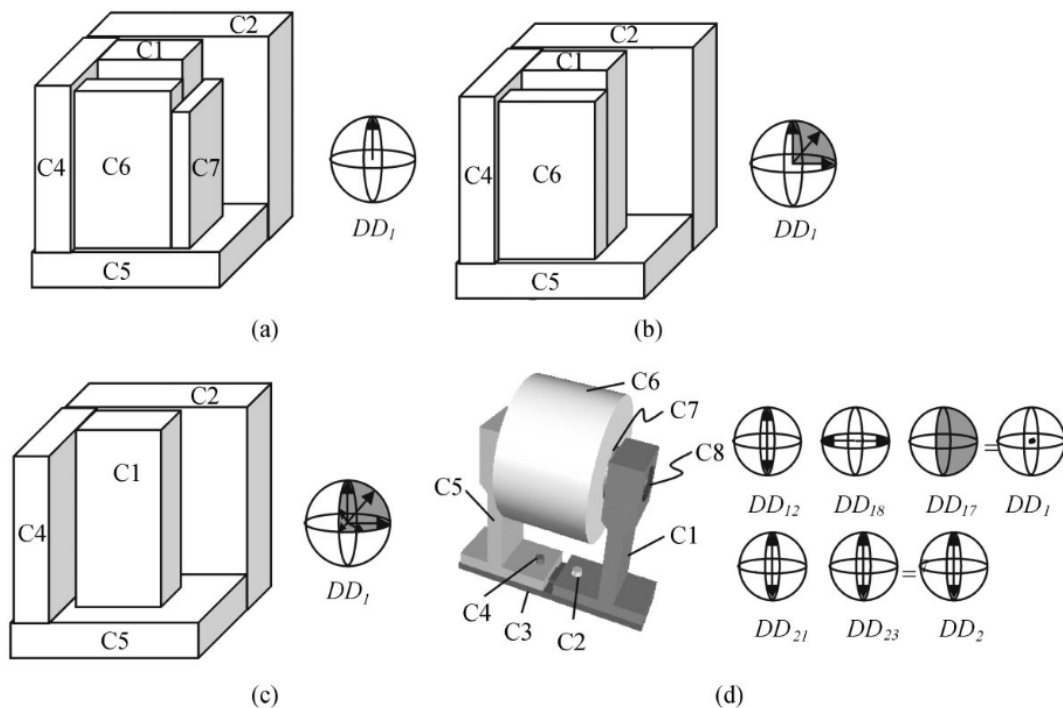 C2
C1
C4
C6
C7
C5
DD₁
(a)
C2
C1
C4
C6
C5
DD₁
(b)
C2
C1
C4
C5
DD₁
(c)
C6
C7
C8
C5
C1
C4
C3
C2
=
DD₁₂ DD₁₈ DD₁₇ DD₁
=
DD₂₁ DD₂₃ DD₂
(d)